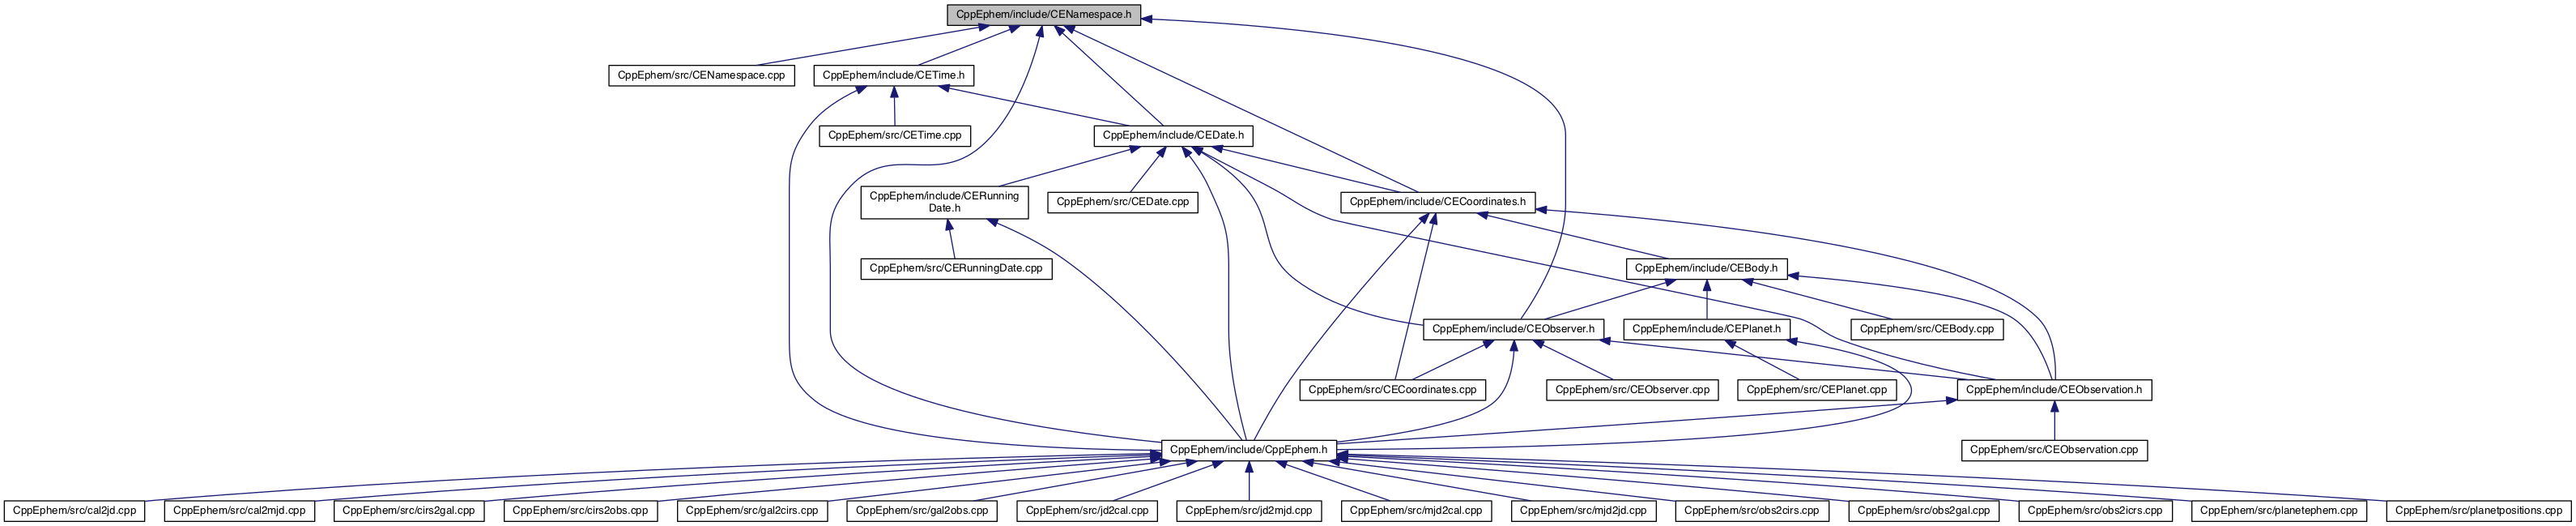 CppEphem/include/CENamespace.h
CppEphem/src/CENamespace.cpp
CppEphem/include/CETime.h
CppEphem/src/CETime.cpp
CppEphem/include/CEDate.h
CppEphem/include/CERunning
Date.h
CppEphem/src/CEDate.cpp
CppEphem/include/CECoordinates.h
CppEphem/src/CERunningDate.cpp
CppEphem/include/CEBody.h
CppEphem/include/CEObserver.h
CppEphem/include/CEPlanet.h
CppEphem/src/CEBody.cpp
CppEphem/src/CECoordinates.cpp
CppEphem/src/CEObserver.cpp
CppEphem/src/CEPlanet.cpp
CppEphem/include/CEObservation.h
CppEphem/include/CppEphem.h
CppEphem/src/CEObservation.cpp
CppEphem/src/cal2jd.cpp
CppEphem/src/cal2mjd.cpp
CppEphem/src/cirs2gal.cpp
CppEphem/src/cirs2obs.cpp
CppEphem/src/gal2cirs.cpp
CppEphem/src/gal2obs.cpp
CppEphem/src/jd2cal.cpp
CppEphem/src/jd2mjd.cpp
CppEphem/src/mjd2cal.cpp
CppEphem/src/mjd2jd.cpp
CppEphem/src/obs2cirs.cpp
CppEphem/src/obs2gal.cpp
CppEphem/src/obs2icrs.cpp
CppEphem/src/planetephem.cpp
CppEphem/src/planetpositions.cpp